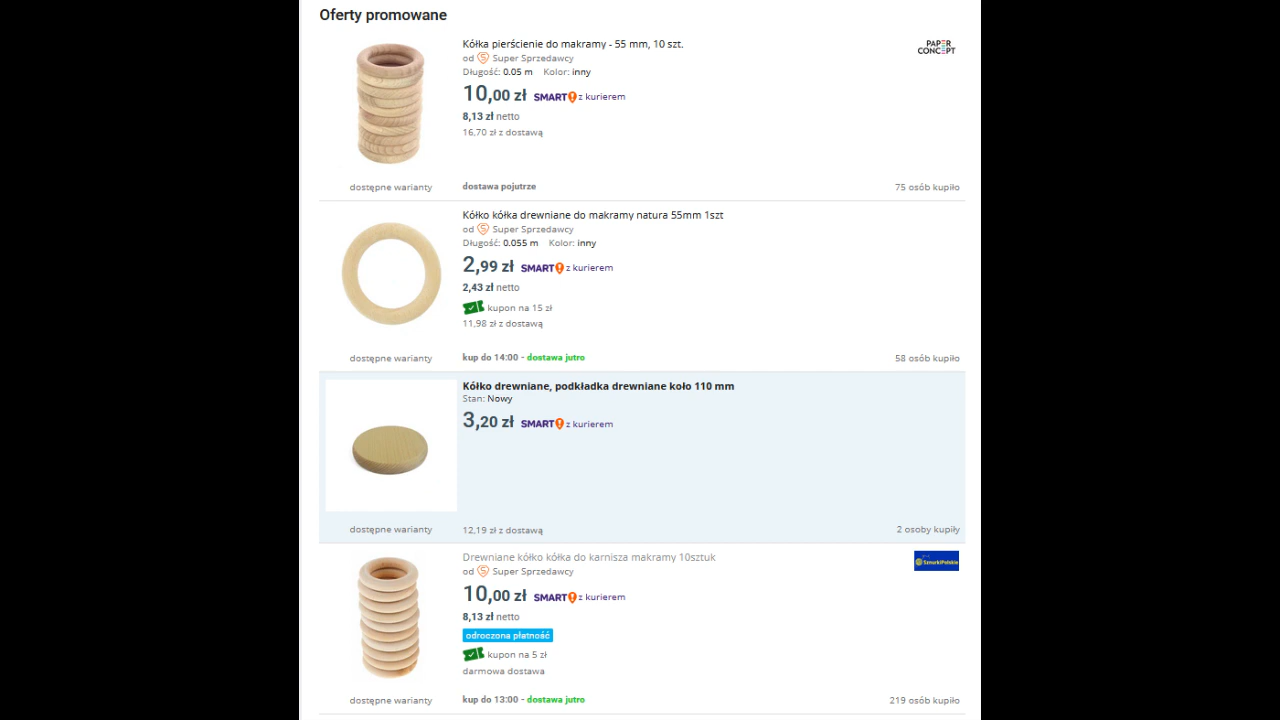 Oferty promowane
Kółka pierścienie do makramy - 55 mm, 10 szt.
PAPER
CONCEPT
od Super Sprzedawcy
Długość: 0.05 m Kolor: inny
10,00 zł SMART! z kurierem
8,13 zł netto
16,70 zł z dostawą
dostępne warianty
dostawa pojutrze
75 osób kupiło
Kółko kółka drewniane do makramy natura 55mm 1szt
od Super Sprzedawcy
Długość: 0.055 m Kolor: inny
2,99 zł SMART! z kurierem
2,43 zł netto
kupon na 15 zł
11,98 zł z dostawą
dostępne warianty
kup do 14:00 - dostawa jutro
58 osób kupiło
Kółko drewniane, podkładka drewniane koło 110 mm
Stan: Nowy
3,20 zł SMART! z kurierem
dostępne warianty
12,19 zł z dostawą
2 osoby kupiły
Drewniane kółko kółka do karnisza makramy 10sztuk
SznurkiPolskie
od Super Sprzedawcy
10,00 zł SMART! z kurierem
8,13 zł netto
odroczona płatność
kupon na 5 zł
darmowa dostawa
dostępne warianty
kup do 13:00 - dostawa jutro
219 osób kupiło